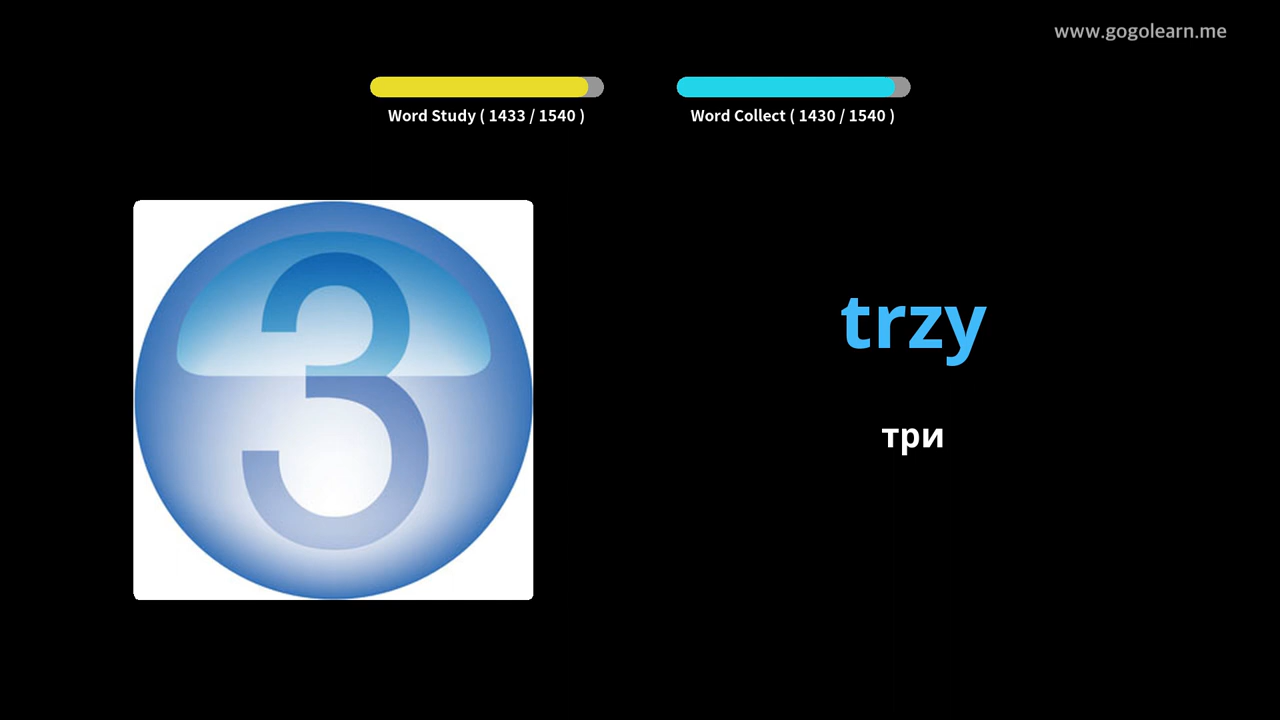 www.gogolearn.me
Word Study ( 1433 / 1540 )
Word Collect ( 1430 / 1540 )
3
trzy
три